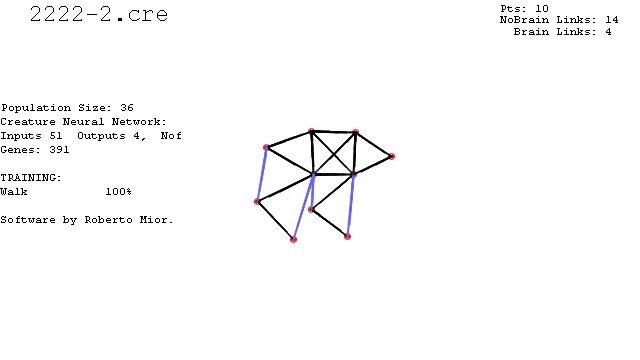 2222-2.cre
Pts: 10
NoBrain Links: 14
Brain Links: 4
Population Size: 36
Creature Neural Network:
Inputs 51 Outputs 4, Nof
Genes: 391
TRAINING:
Walk 100%
Software by Roberto Mior.